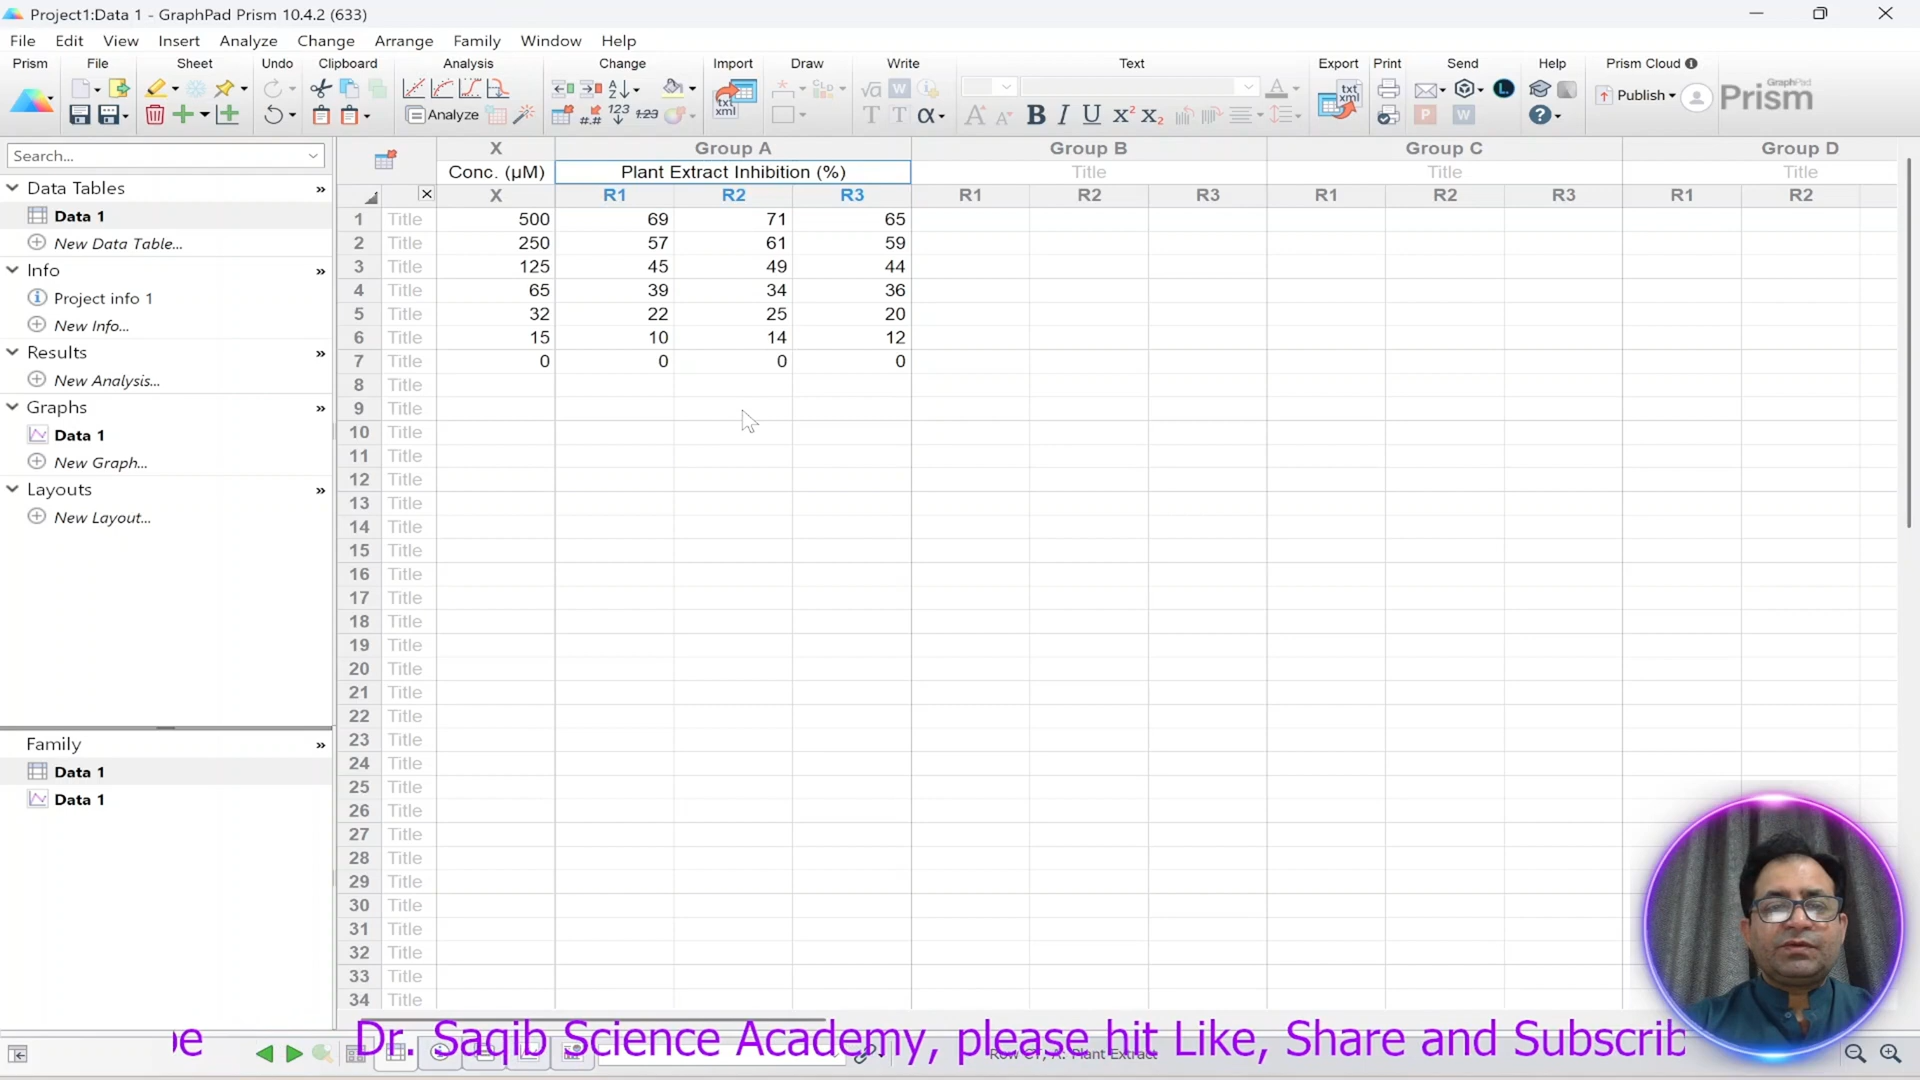 Project1:Data 1 - GraphPad Prism 10.4.2 (633)
File Edit View Insert Analyze Change Arrange Family Window Help
Prism File Sheet Undo Clipboard Analysis Change Import Draw Write Text Export Print Send Help Prism Cloud
Analyze
Publish
GraphPad
Prism
Search...
Data Tables
Data 1
New Data Table...
Info
Project info 1
New Info...
Results
New Analysis...
Graphs
Data 1
New Graph...
Layouts
New Layout...
Family
Data 1
Data 1
X Group A Group B Group C Group D
Conc. (µM) Plant Extract Inhibition (%) Title Title Title
X R1 R2 R3 R1 R2 R3 R1 R2 R3 R1 R2
1 Title 500 69 71 65
2 Title 250 57 61 59
3 Title 125 45 49 44
4 Title 65 39 34 36
5 Title 32 22 25 20
6 Title 15 10 14 12
7 Title 0 0 0 0
8 Title
9 Title
10 Title
11 Title
12 Title
13 Title
14 Title
15 Title
16 Title
17 Title
18 Title
19 Title
20 Title
21 Title
22 Title
23 Title
24 Title
25 Title
26 Title
27 Title
28 Title
29 Title
30 Title
31 Title
32 Title
33 Title
34 Title
Dr. Saqib Science Academy, please hit Like, Share and Subscrib